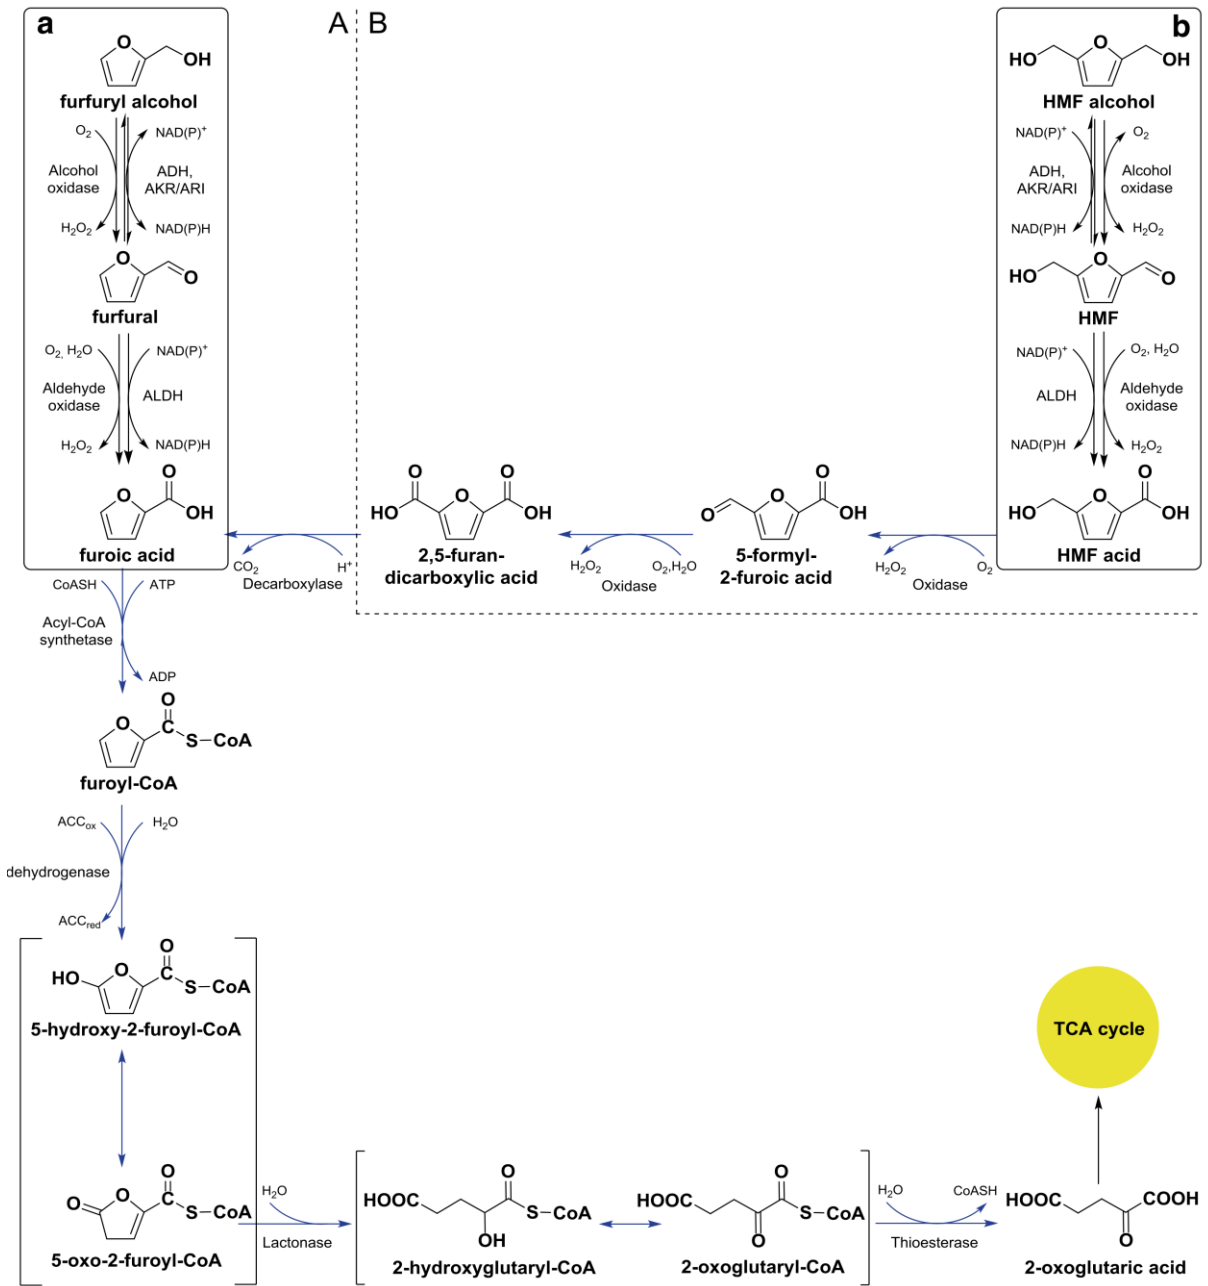 a
A
B
b
O
OH
furfuryl alcohol
O₂
NAD(P)⁺
Alcohol
oxidase
ADH,
AKR/ARI
H₂O₂
NAD(P)H
O
O
furfural
O₂, H₂O
NAD(P)⁺
Aldehyde
oxidase
ALDH
H₂O₂
NAD(P)H
O
O
OH
furoic acid
HO
O
OH
HMF alcohol
NAD(P)⁺
O₂
ADH,
AKR/ARI
Alcohol
oxidase
NAD(P)H
H₂O₂
HO
O
O
HMF
NAD(P)⁺
O₂, H₂O
ALDH
Aldehyde
oxidase
NAD(P)H
H₂O₂
HO
O
O
OH
HMF acid
O₂
H₂O₂
Oxidase
O
O
O
OH
5-formyl-
2-furoic acid
O₂,H₂O
H₂O₂
Oxidase
O
HO
O
O
OH
2,5-furan-
dicarboxylic acid
H⁺
CO₂
Decarboxylase
CoASH
ATP
Acyl-CoA
synthetase
ADP
O
O
C
S
CoA
furoyl-CoA
ACCox
H₂O
dehydrogenase
ACCred
HO
O
O
C
S
CoA
5-hydroxy-2-furoyl-CoA
O
O
O
C
S
CoA
5-oxo-2-furoyl-CoA
H₂O
Lactonase
HOOC
O
S
CoA
OH
2-hydroxyglutaryl-CoA
HOOC
O
S
CoA
O
2-oxoglutaryl-CoA
H₂O
CoASH
Thioesterase
HOOC
COOH
O
2-oxoglutaric acid
TCA cycle